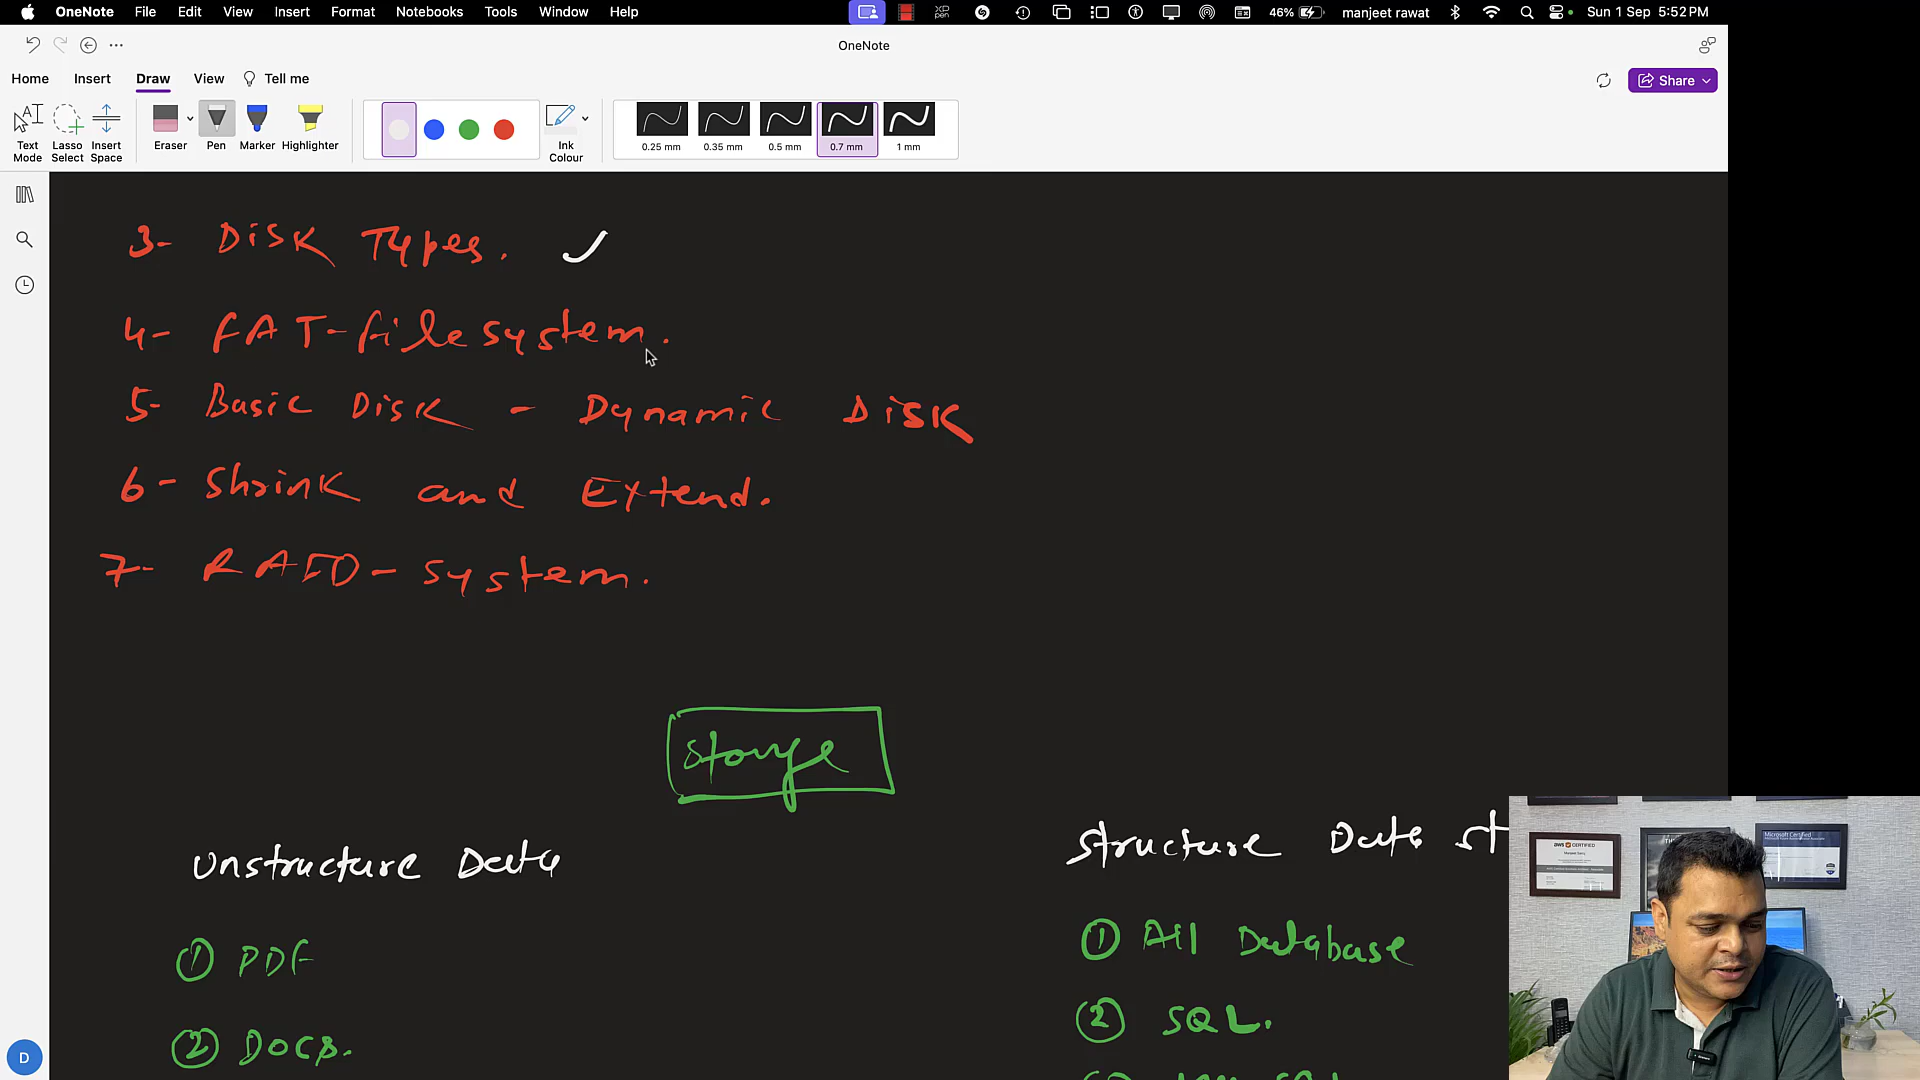 OneNote File Edit View Insert Format Notebooks Tools Window Help 46% manjeet rawat Sun 1 Sep 5:52 PM
OneNote
Home Insert Draw View Tell me Share
Text Mode Lasso Select Insert Space Eraser Pen Marker Highlighter Ink Colour 0.25 mm 0.35 mm 0.5 mm 0.7 mm 1 mm
3- Disk Types.
4- FAT-file system.
5- Basic Disk - Dynamic Disk
6- Shrink and Extend.
7- RAID-system.
Unstructure Data
Structure Data st
① PDF
① All Database
② DOCS.
② SQL.
D